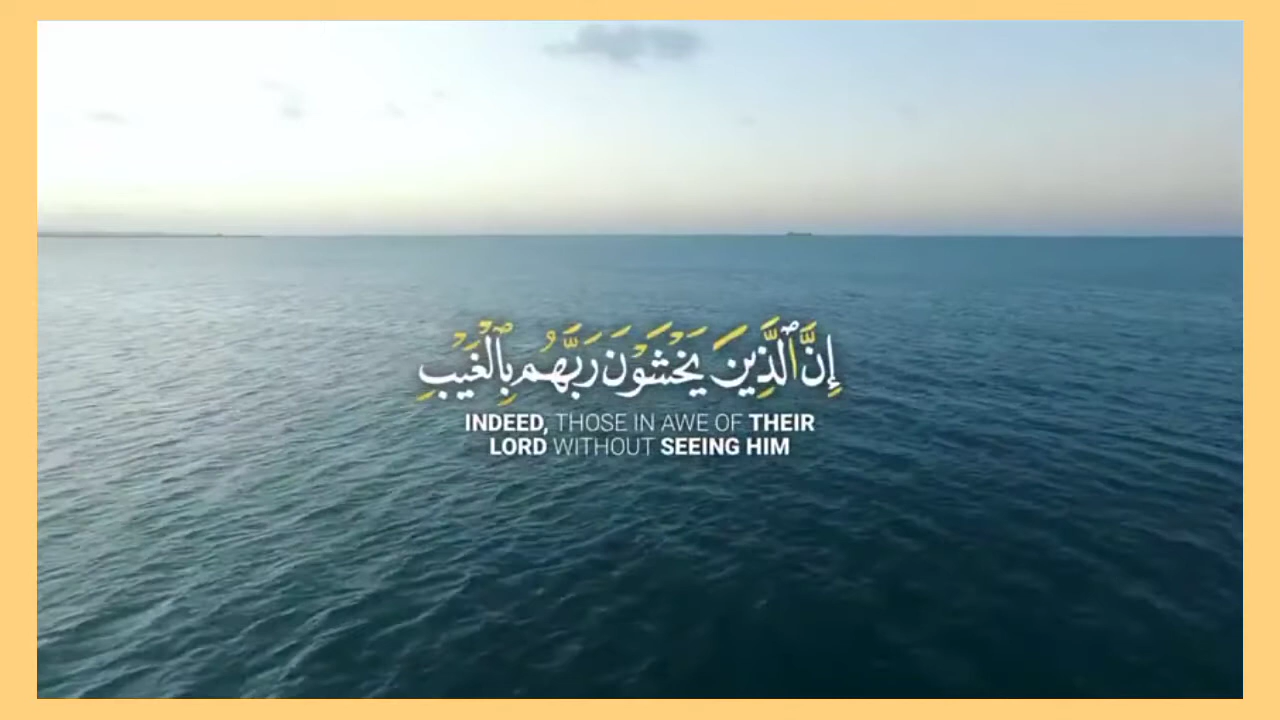 إِنَّ ٱلَّذِينَ يَخْشَوْنَ رَبَّهُم بِٱلْغَيْبِ
INDEED, THOSE IN AWE OF THEIR
LORD WITHOUT SEEING HIM